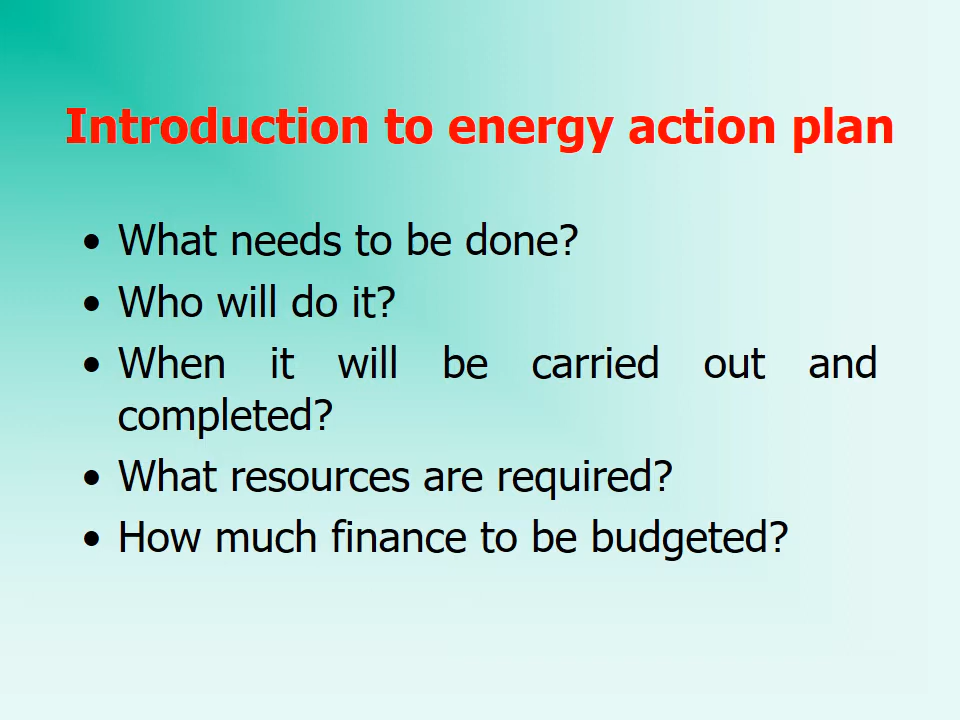 Introduction to energy action plan
• What needs to be done?
• Who will do it?
• When it will be carried out and
completed?
• What resources are required?
• How much finance to be budgeted?